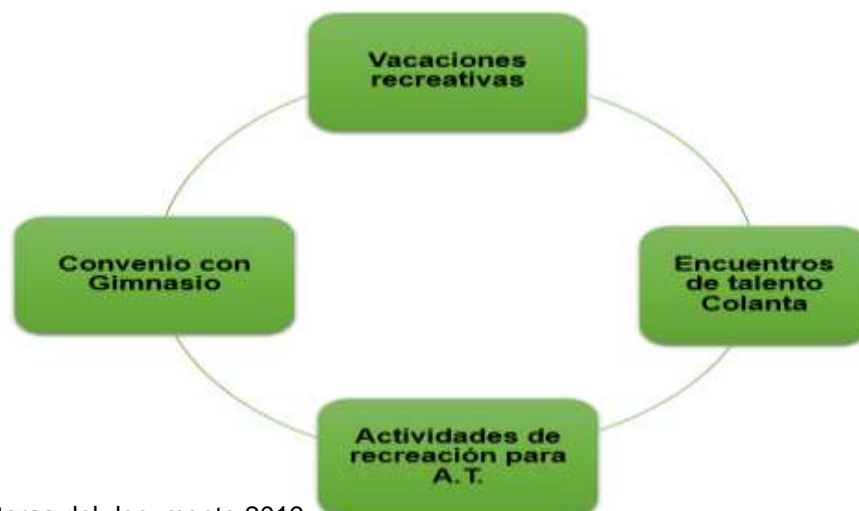 Vacaciones
recreativas
Convenio con
Gimnasio
Encuentros
de talento
Colanta
Actividades de
recreación para
A.T.